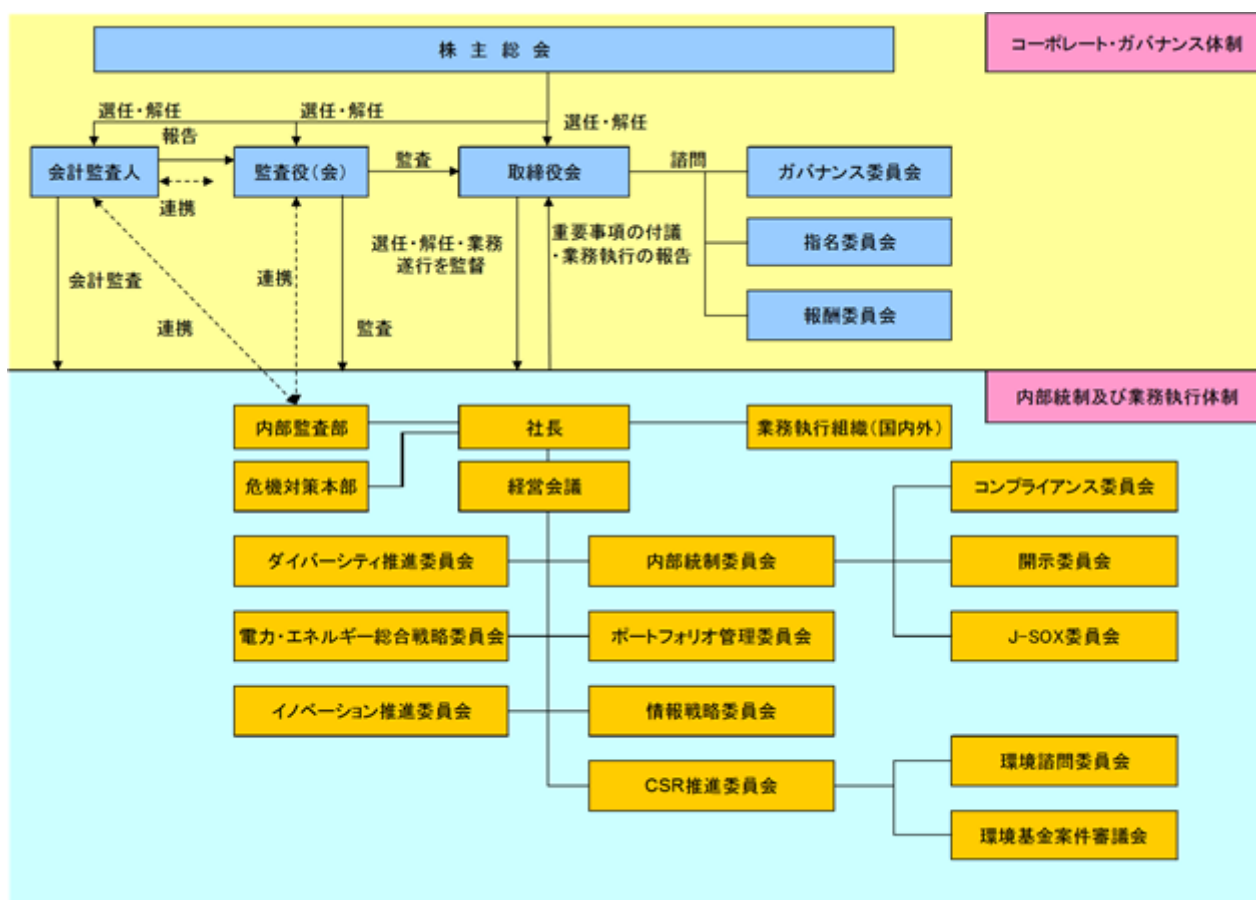 株主総会
コーポレート・ガバナンス体制
選任・解任
選任・解任
選任・解任
報告
会計監査人
監査役(会)
監査
取締役会
諮問
ガバナンス委員会
連携
選任・解任・業務
遂行を監督
重要事項の付議
・業務執行の報告
指名委員会
会計監査
連携
連携
監査
報酬委員会
内部統制及び業務執行体制
内部監査部
社長
業務執行組織(国内外)
危機対策本部
経営会議
コンプライアンス委員会
ダイバーシティ推進委員会
内部統制委員会
開示委員会
電力・エネルギー総合戦略委員会
ポートフォリオ管理委員会
J-SOX委員会
イノベーション推進委員会
情報戦略委員会
環境諮問委員会
CSR推進委員会
環境基金案件審議会